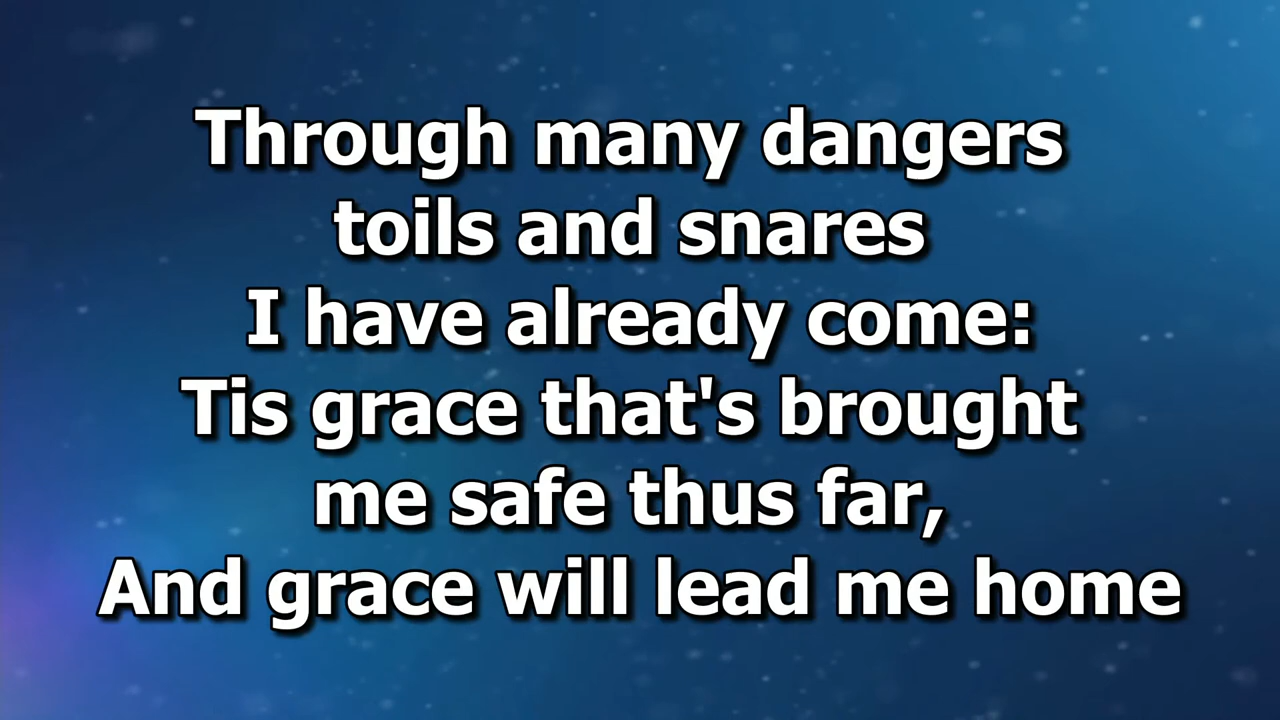 Through many dangers
toils and snares
I have already come:
Tis grace that's brought
me safe thus far,
And grace will lead me home